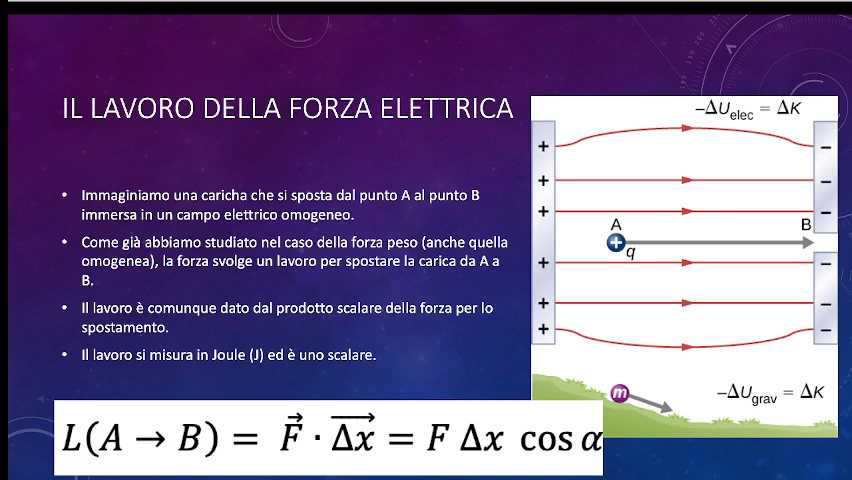 IL LAVORO DELLA FORZA ELETTRICA
• Immaginiamo una caricha che si sposta dal punto A al punto B
immersa in un campo elettrico omogeneo.
• Come già abbiamo studiato nel caso della forza peso (anche quella
omogenea), la forza svolge un lavoro per spostare la carica da A a
B.
• Il lavoro è comunque dato dal prodotto scalare della forza per lo
spostamento.
• Il lavoro si misura in Joule (J) ed è uno scalare.
L(A → B) = F⃗ · Δx⃗ = F Δx cos α
–ΔU_elec = ΔK
+ –
+ –
+ –
A B
+ q
+ –
+ –
+ –
m –ΔU_grav = ΔK